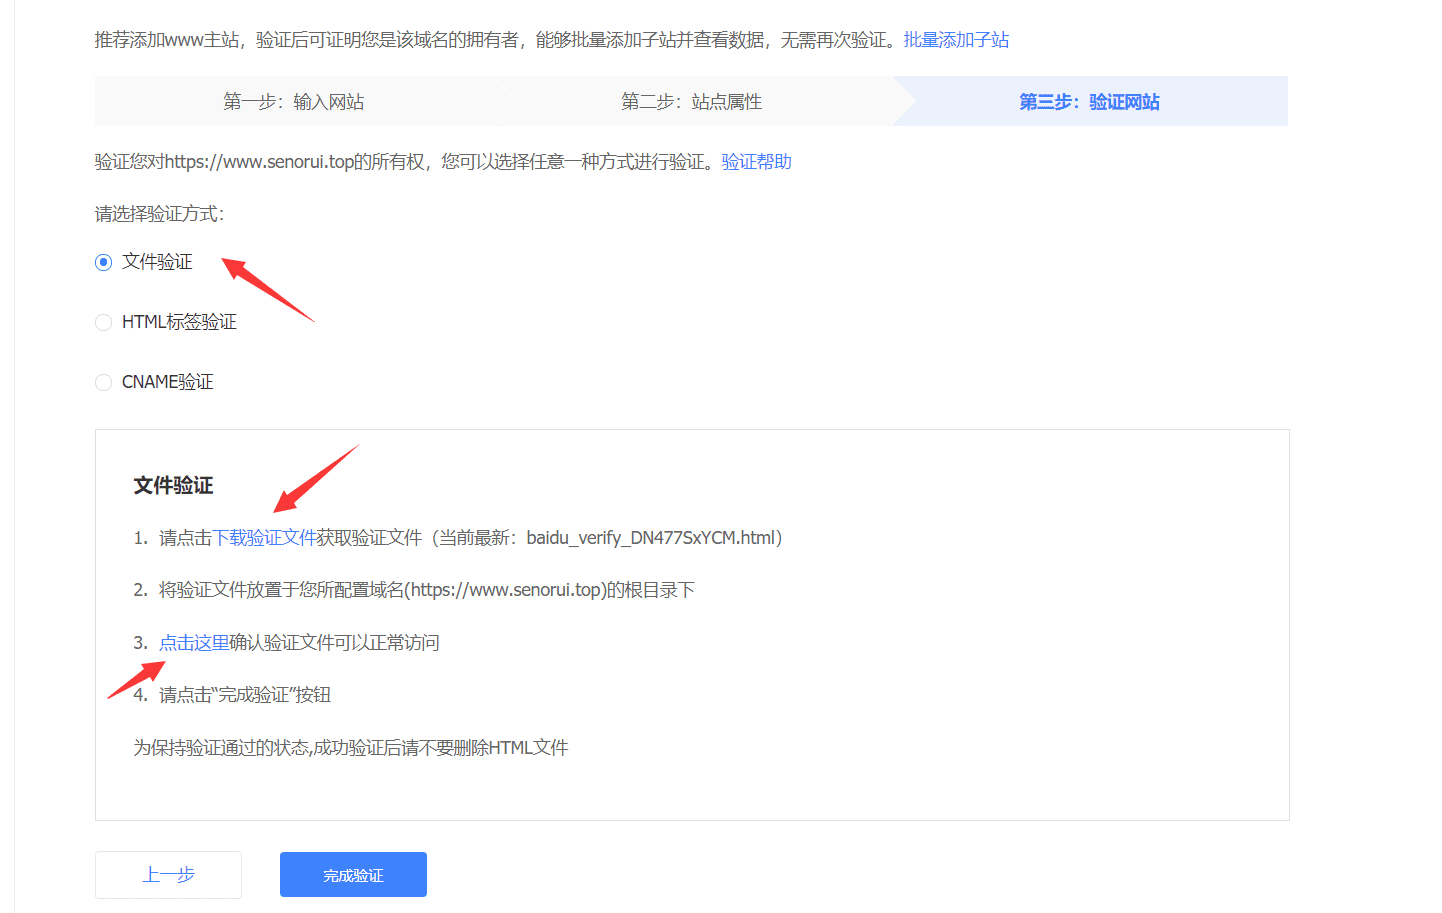 推荐添加www主站，验证后可证明您是该域名的拥有者，能够批量添加子站并查看数据，无需再次验证。批量添加子站
第一步：输入网站
第二步：站点属性
第三步：验证网站
验证您对https://www.senorui.top的所有权，您可以选择任意一种方式进行验证。验证帮助
请选择验证方式：
文件验证
HTML标签验证
CNAME验证
文件验证
1. 请点击下载验证文件获取验证文件（当前最新：baidu_verify_DN477SxYCM.html）
2. 将验证文件放置于您所配置域名(https://www.senorui.top)的根目录下
3. 点击这里确认验证文件可以正常访问
4. 请点击“完成验证”按钮
为保持验证通过的状态,成功验证后请不要删除HTML文件
上一步
完成验证